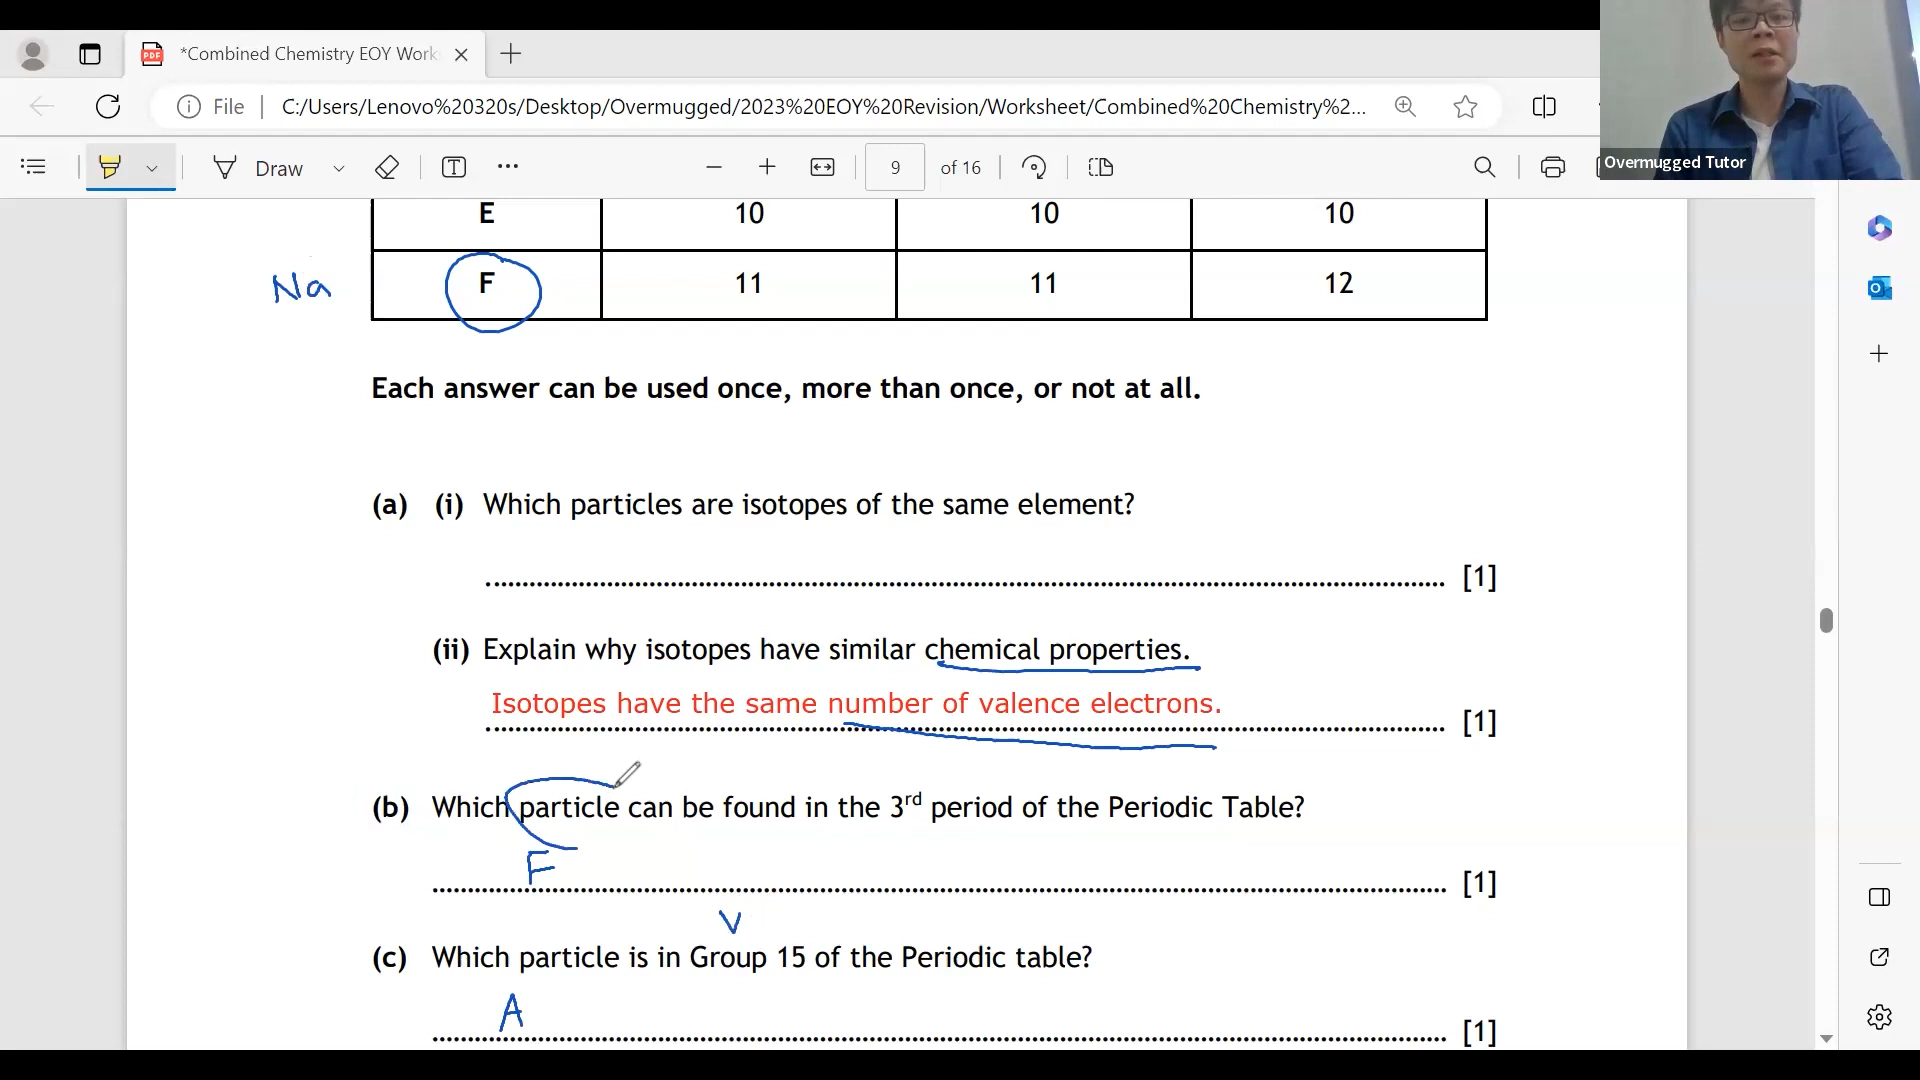 *Combined Chemistry EOY Work
File
C:/Users/Lenovo%20320s/Desktop/Overmugged/2023%20EOY%20Revision/Worksheet/Combined%20Chemistry%2...
Overmugged Tutor
Draw
9 of 16
E 10 10 10
Na F 11 11 12
Each answer can be used once, more than once, or not at all.
(a) (i) Which particles are isotopes of the same element?
[1]
(ii) Explain why isotopes have similar chemical properties.
Isotopes have the same number of valence electrons.
[1]
(b) Which particle can be found in the 3rd period of the Periodic Table?
F
[1]
V
(c) Which particle is in Group 15 of the Periodic table?
A
[1]